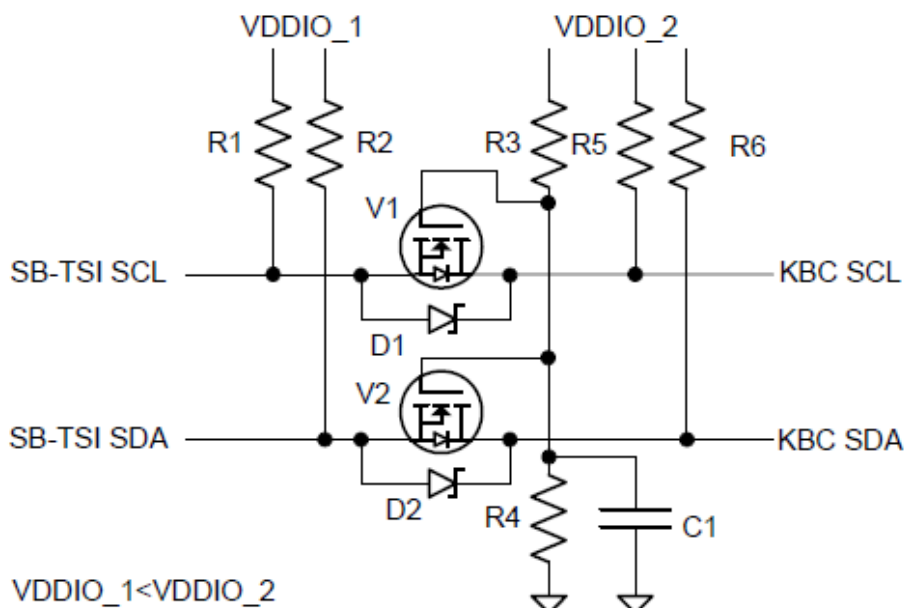 VDDIO_1 VDDIO_2
R1 R2 R3 R5 R6
V1
SB-TSI SCL KBC SCL
D1
V2
SB-TSI SDA KBC SDA
D2 R4 C1
VDDIO_1<VDDIO_2